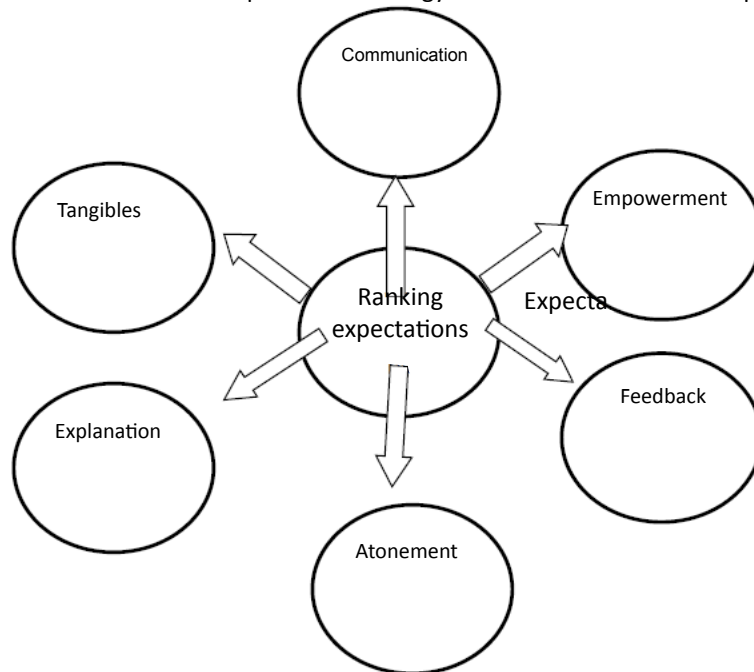 Communication
Tangibles
Empowerment
Ranking
expectations
Expecta
Explanation
Feedback
Atonement